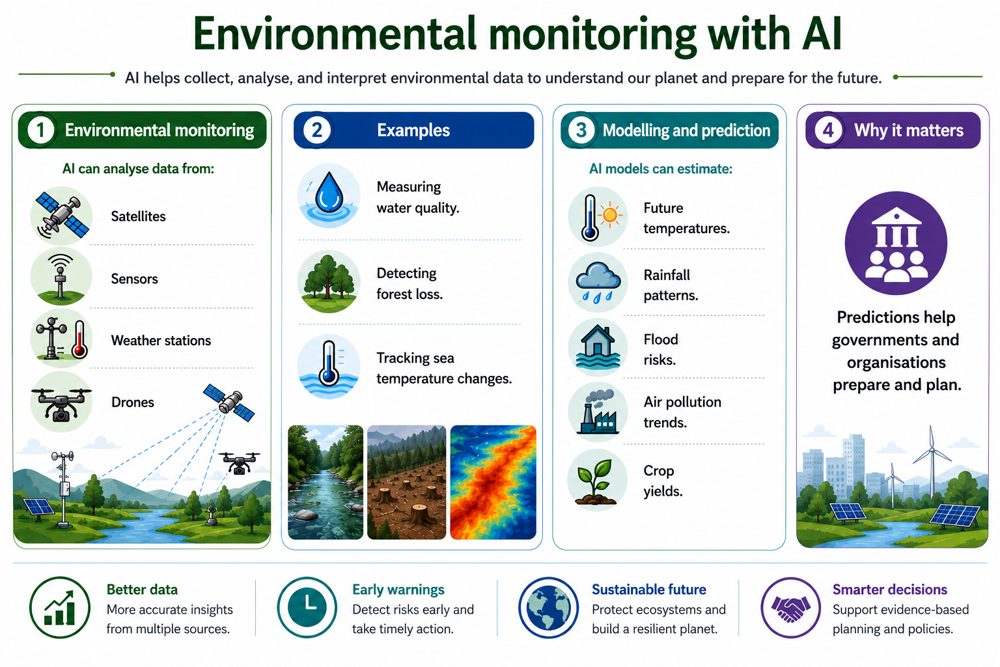 Environmental monitoring with AI
AI helps collect, analyse, and interpret environmental data to understand our planet and prepare for the future.
1 Environmental monitoring
AI can analyse data from:
Satellites
Sensors
Weather stations
Drones
2 Examples
Measuring
water quality.
Detecting
forest loss.
Tracking sea
temperature changes.
3 Modelling and prediction
AI models can estimate:
Future
temperatures.
Rainfall
patterns.
Flood
risks.
Air pollution
trends.
Crop
yields.
4 Why it matters
Predictions help
governments and
organisations
prepare and plan.
Better data
More accurate insights
from multiple sources.
Early warnings
Detect risks early and
take timely action.
Sustainable future
Protect ecosystems and
build a resilient planet.
Smarter decisions
Support evidence-based
planning and policies.